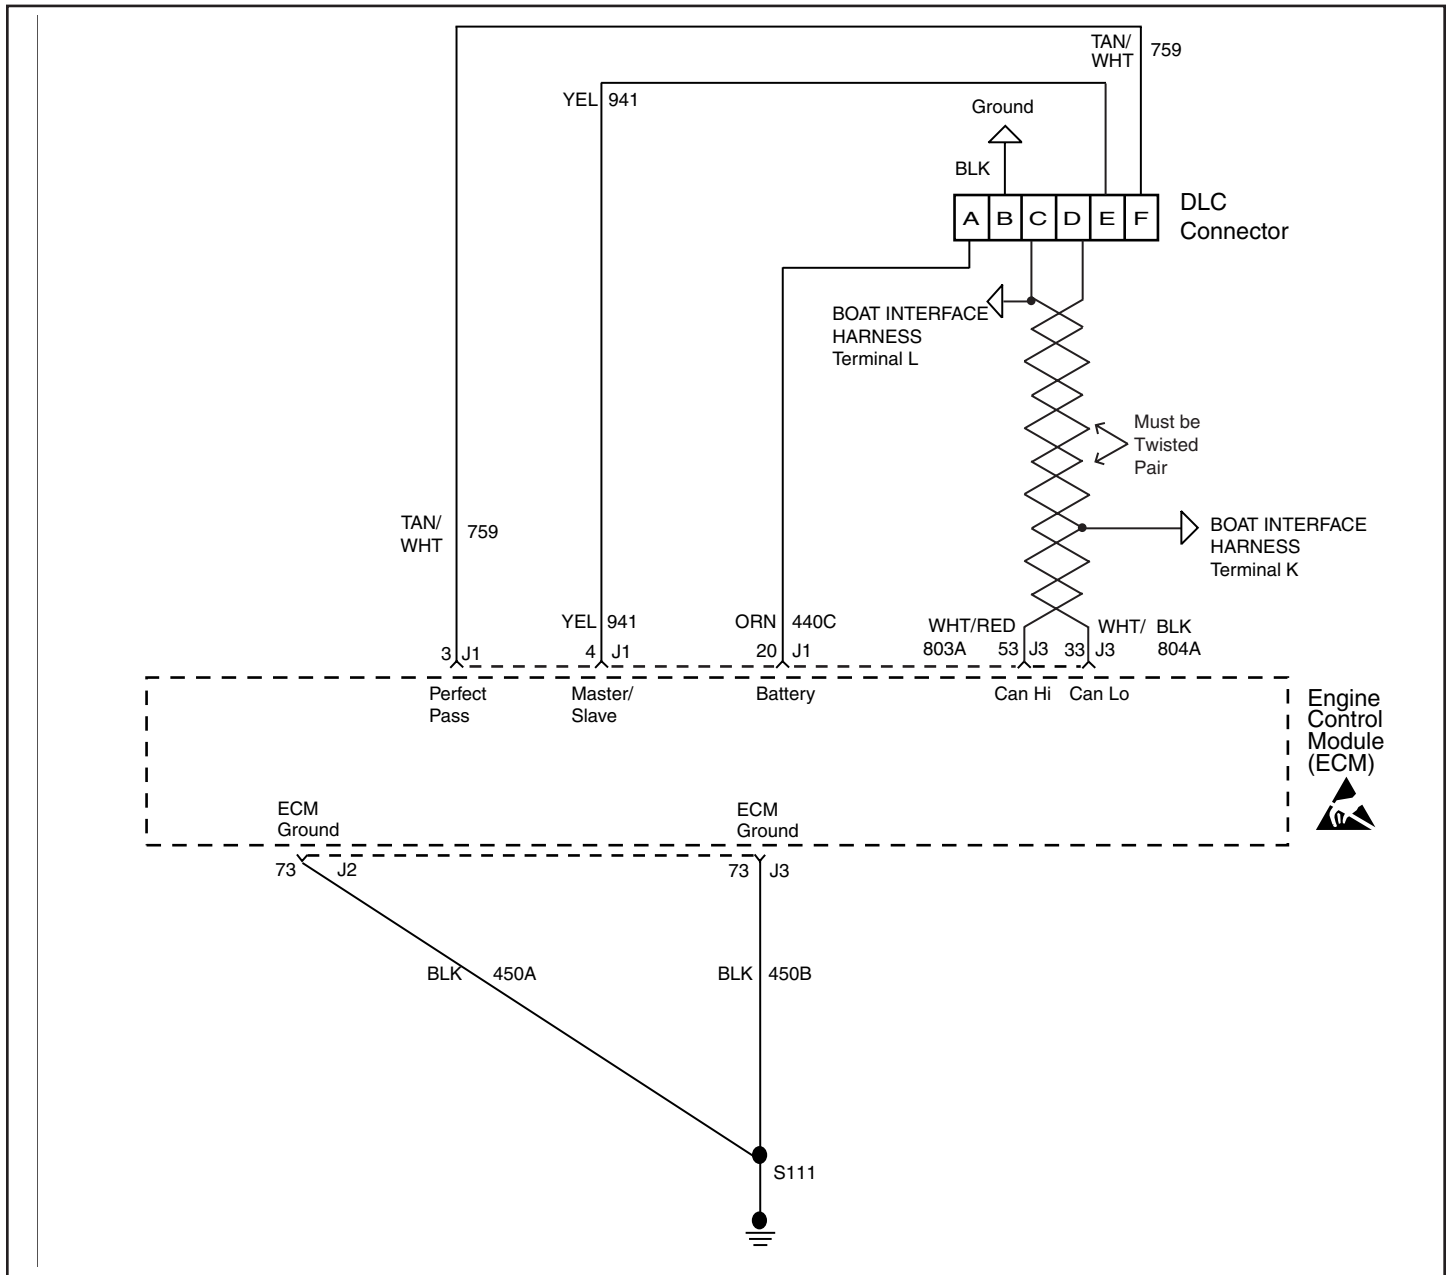 TAN/ 759
WHT
YEL 941
Ground
BLK
A B C D E F
DLC
Connector
BOAT INTERFACE
HARNESS
Terminal L
Must be
Twisted
Pair
TAN/ 759
WHT
BOAT INTERFACE
HARNESS
Terminal K
YEL 941
ORN 440C
WHT/RED
803A
WHT/ BLK
804A
3 J1
4 J1
20 J1
53 J3
33 J3
Perfect
Pass
Master/
Slave
Battery
Can Hi
Can Lo
Engine
Control
Module
(ECM)
ECM
Ground
ECM
Ground
73 J2
73 J3
BLK 450A
BLK 450B
S111